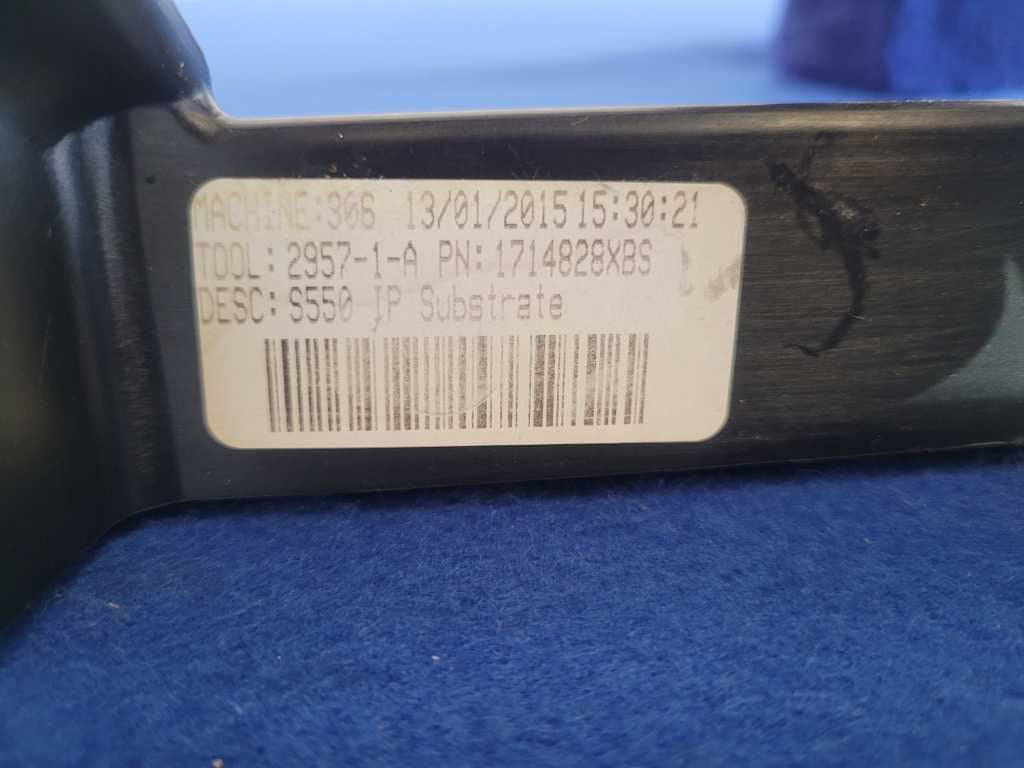 MACHINE:306 13/01/2015 15:30:21
TOOL: 2957-1-A PN: 1714828XBS
DESC: S550 IP Substrate